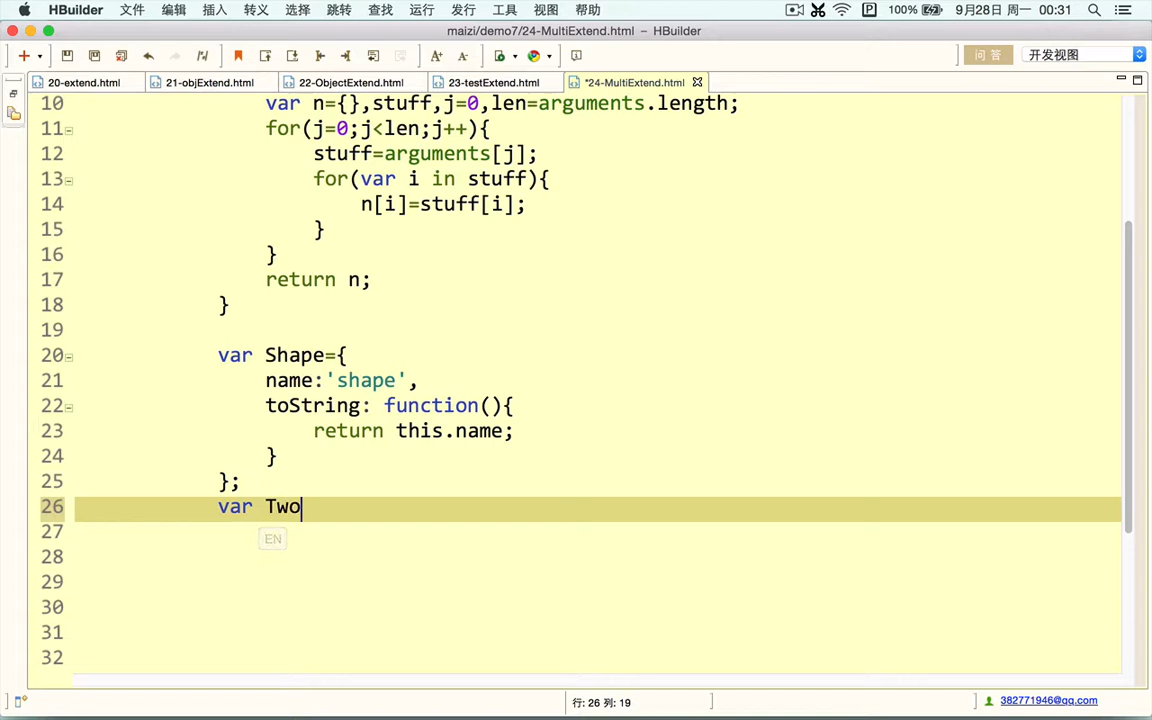 HBuilder 文件 编辑 插入 转义 选择 跳转 查找 运行 发行 工具 视图 帮助 100% 9月28日 周一 00:31
maizi/demo7/24-MultiExtend.html – HBuilder
A+ A- 问 答 开发视图
20-extend.html 21-objExtend.html 22-ObjectExtend.html 23-testExtend.html *24-MultiExtend.html
10 var n={},stuff,j=0,len=arguments.length;
11 for(j=0;j<len;j++){
12 stuff=arguments[j];
13 for(var i in stuff){
14 n[i]=stuff[i];
15 }
16 }
17 return n;
18 }
19
20 var Shape={
21 name:'shape',
22 toString: function(){
23 return this.name;
24 }
25 };
26 var Two
27
EN
28
29
30
31
32
行: 26 列: 19 382771946@qq.com